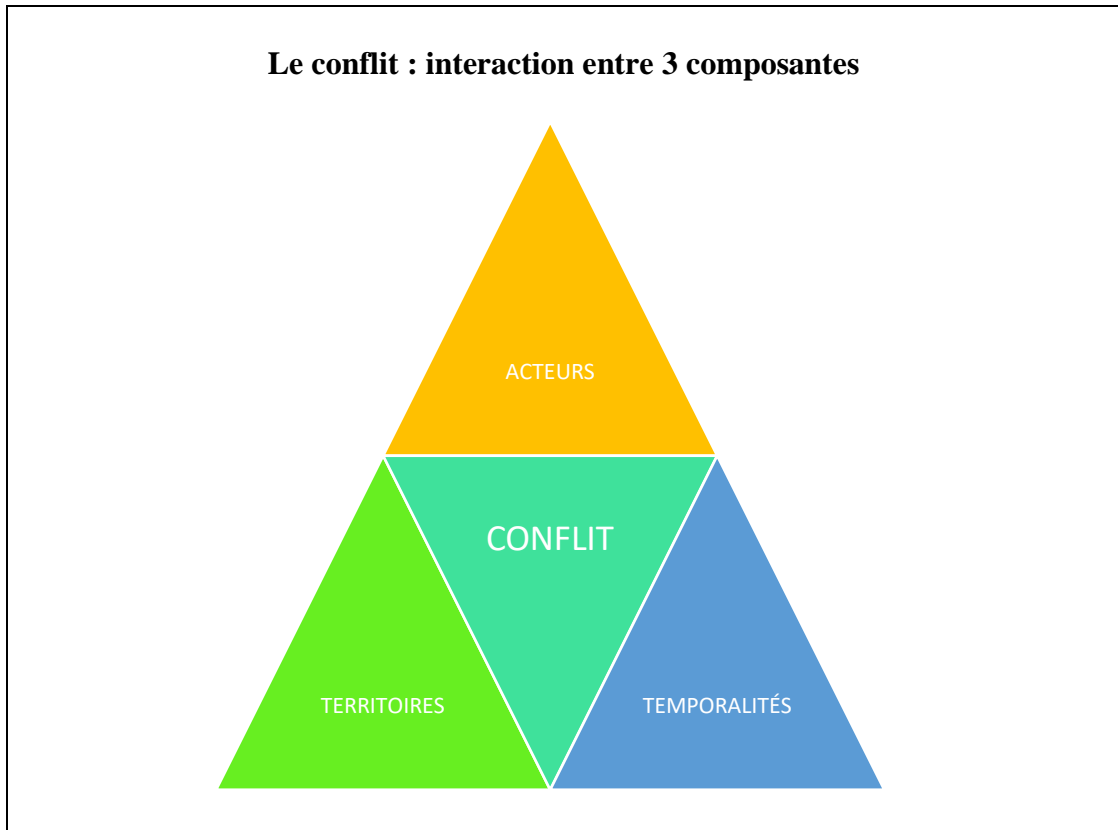 Le conflit : interaction entre 3 composantes
ACTEURS
CONFLIT
TERRITOIRES
TEMPORALITÉS